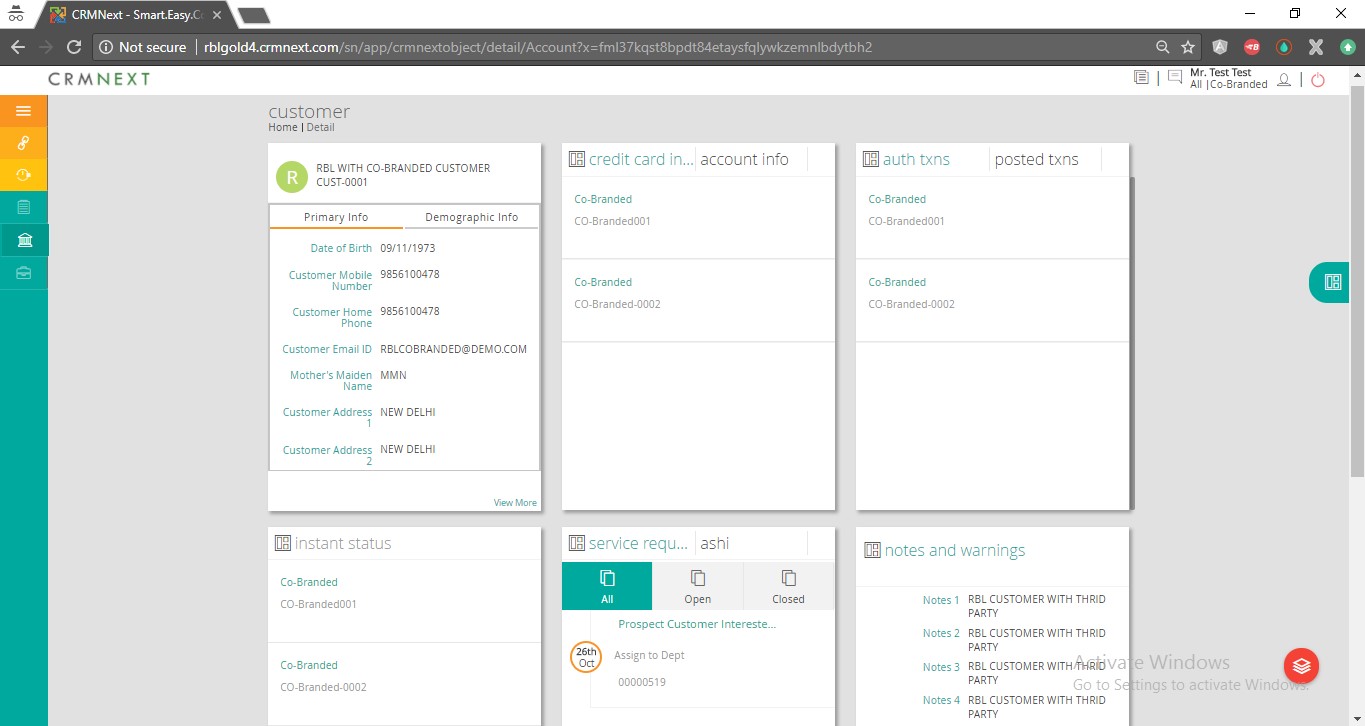 CRMNext - Smart.Easy.C
Not secure | rblgold4.crmnext.com/sn/app/crmnextobject/detail/Account?x=fml37kqst8bpdt84etaysfqlywkzemnlbdytbh2
CRMNEXT
Mr. Test Test
All |Co-Branded
customer
Home | Detail
R
RBL WITH CO-BRANDED CUSTOMER
CUST-0001
Primary Info
Demographic Info
Date of Birth 09/11/1973
Customer Mobile Number 9856100478
Customer Home Phone 9856100478
Customer Email ID RBLCOBRANDED@DEMO.COM
Mother's Maiden Name MMN
Customer Address 1 NEW DELHI
Customer Address 2 NEW DELHI
View More
credit card in... account info
Co-Branded
CO-Branded001
Co-Branded
CO-Branded-0002
auth txns posted txns
Co-Branded
CO-Branded001
Co-Branded
CO-Branded-0002
instant status
Co-Branded
CO-Branded001
Co-Branded
CO-Branded-0002
service requ... ashi
All Open Closed
Prospect Customer Intereste...
26th Oct
Assign to Dept
00000519
notes and warnings
Notes 1 RBL CUSTOMER WITH THRID
PARTY
Notes 2 RBL CUSTOMER WITH THRID
PARTY
Notes 3 RBL CUSTOMER WITH THRID
PARTY
Notes 4 RBL CUSTOMER WITH THRID
PARTY
Activate Windows
Go to Settings to activate Windows.